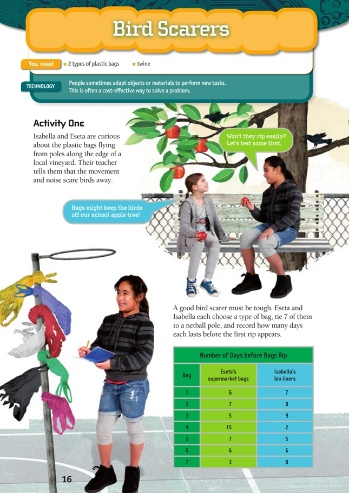 Bird Scarers
You need • 2 types of plastic bags • twine
TECHNOLOGY
People sometimes adapt objects or materials to perform new tasks.
This is often a cost-effective way to solve a problem.
Activity One
Isabella and Eseta are curious
about the plastic bags flying
from poles along the edge of a
local vineyard. Their teacher
tells them that the movement
and noise scare birds away.
Won't they rip easily?
Let's test some first.
Bags might keep the birds
off our school apple tree!
A good bird scarer must be tough. Eseta and
Isabella each choose a type of bag, tie 7 of them
to a netball pole, and record how many days
each lasts before the first rip appears.
Number of Days before Bags Rip
Bag
Eseta's
supermarket bags
Isabella's
bin liners
1 6 7
2 7 8
3 5 9
4 15 2
5 7 5
6 6 6
7 3 8
16